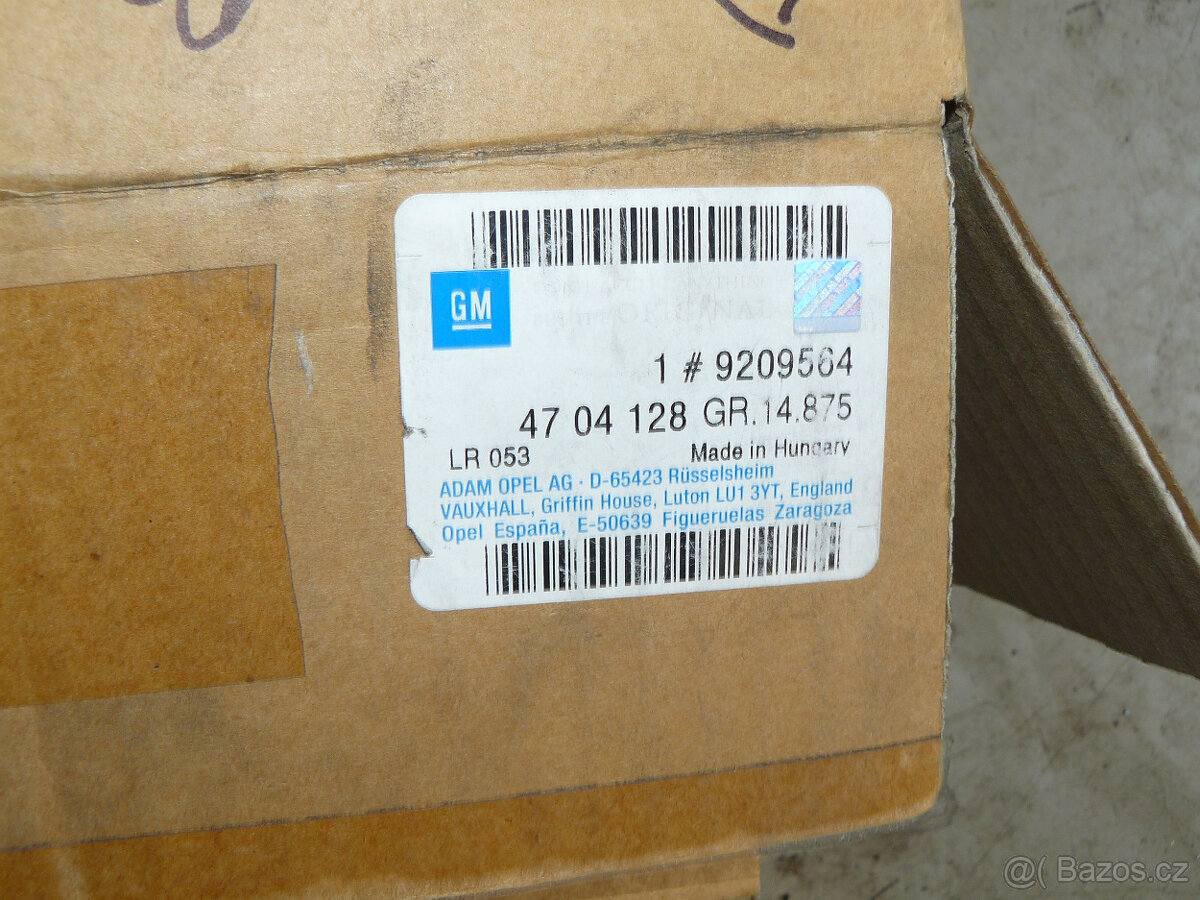 GM
1 # 9209564
47 04 128 GR.14.875
LR 053 Made in Hungary
ADAM OPEL AG · D-65423 Rüsselsheim
VAUXHALL, Griffin House, Luton LU1 3YT, England
Opel España, E-50639 Figueruelas Zaragoza
@( Bazos.cz